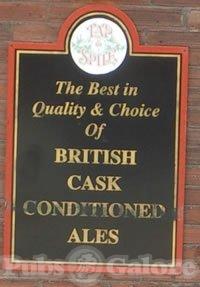 TAP
&
SPILE
The Best in
Quality & Choice
Of
BRITISH
CASK
CONDITIONED
ALES
Pubs Galore